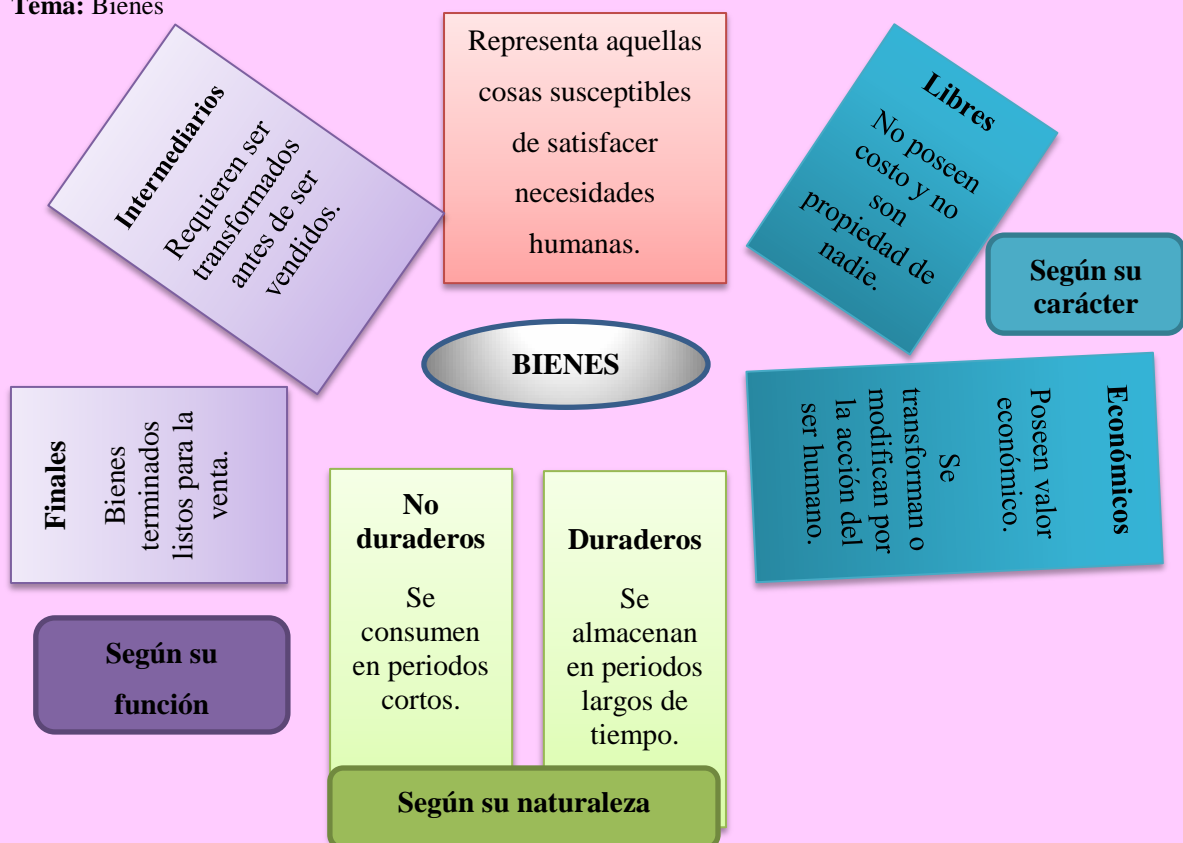 Tema: Bienes
Representa aquellas
cosas susceptibles
de satisfacer
necesidades
humanas.
Intermediarios
Requieren ser
transformados
antes de ser
vendidos.
Libres
No poseen
costo y no
son
propiedad de
nadie.
Según su
carácter
BIENES
Finales
Bienes
terminados
listos para la
venta.
Económicos
Poseen valor
económico.
Se
transforman o
modifican por
la acción del
ser humano.
No
duraderos
Se
consumen
en periodos
cortos.
Duraderos
Se
almacenan
en periodos
largos de
tiempo.
Según su
función
Según su naturaleza